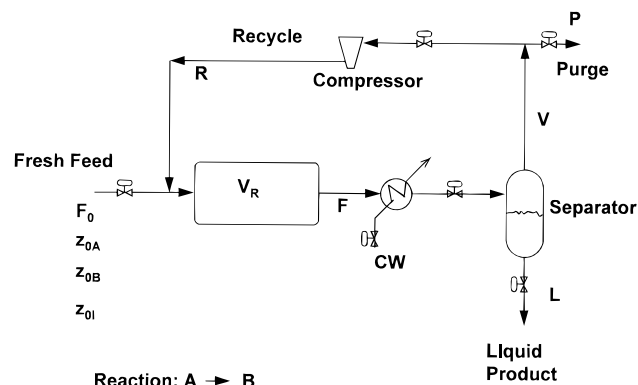 P
Recycle
R
Compressor
Purge
V
Fresh Feed
V_R
F
Separator
F_0
z_0A
CW
z_0B
L
z_0I
LIquid
Product
Reaction: A → B